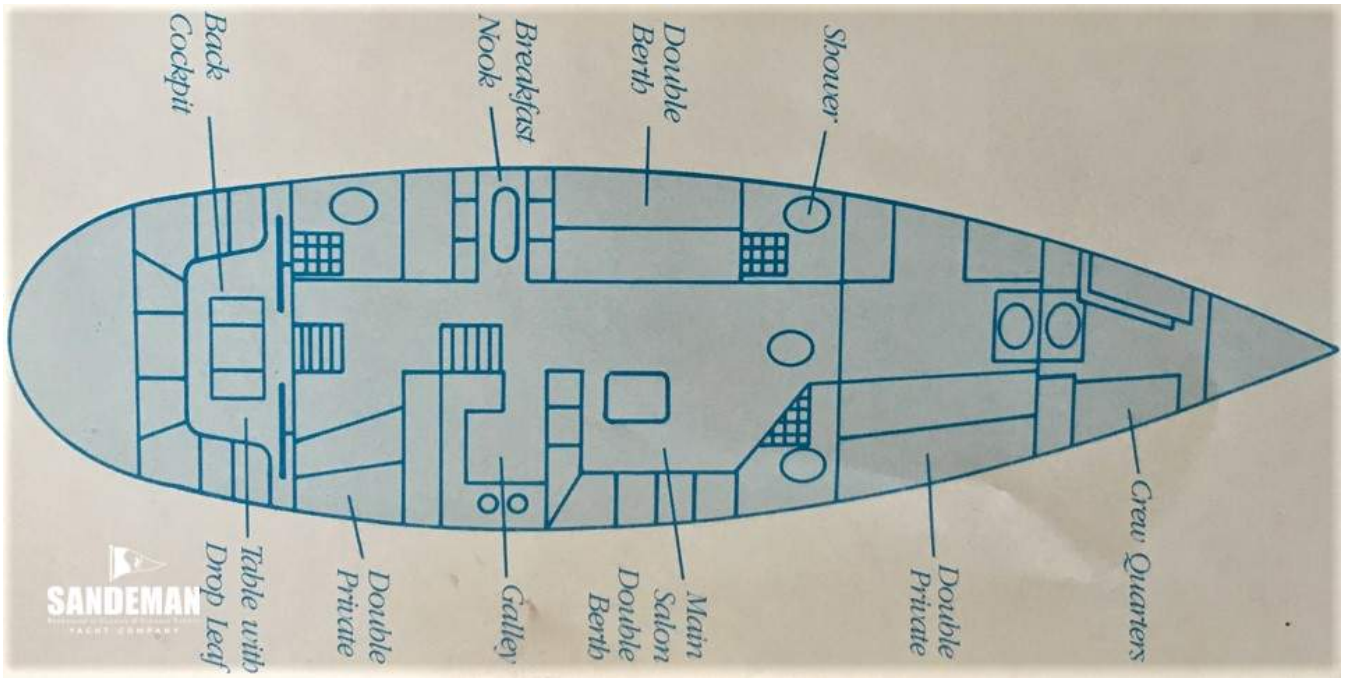 Back
Cockpit
Breakfast
Nook
Double
Berth
Shower
Table with
Drop Leaf
Double
Private
Galley
Main
Salon
Double
Berth
Double
Private
Crew Quarters
SANDEMAN
YACHT COMPANY